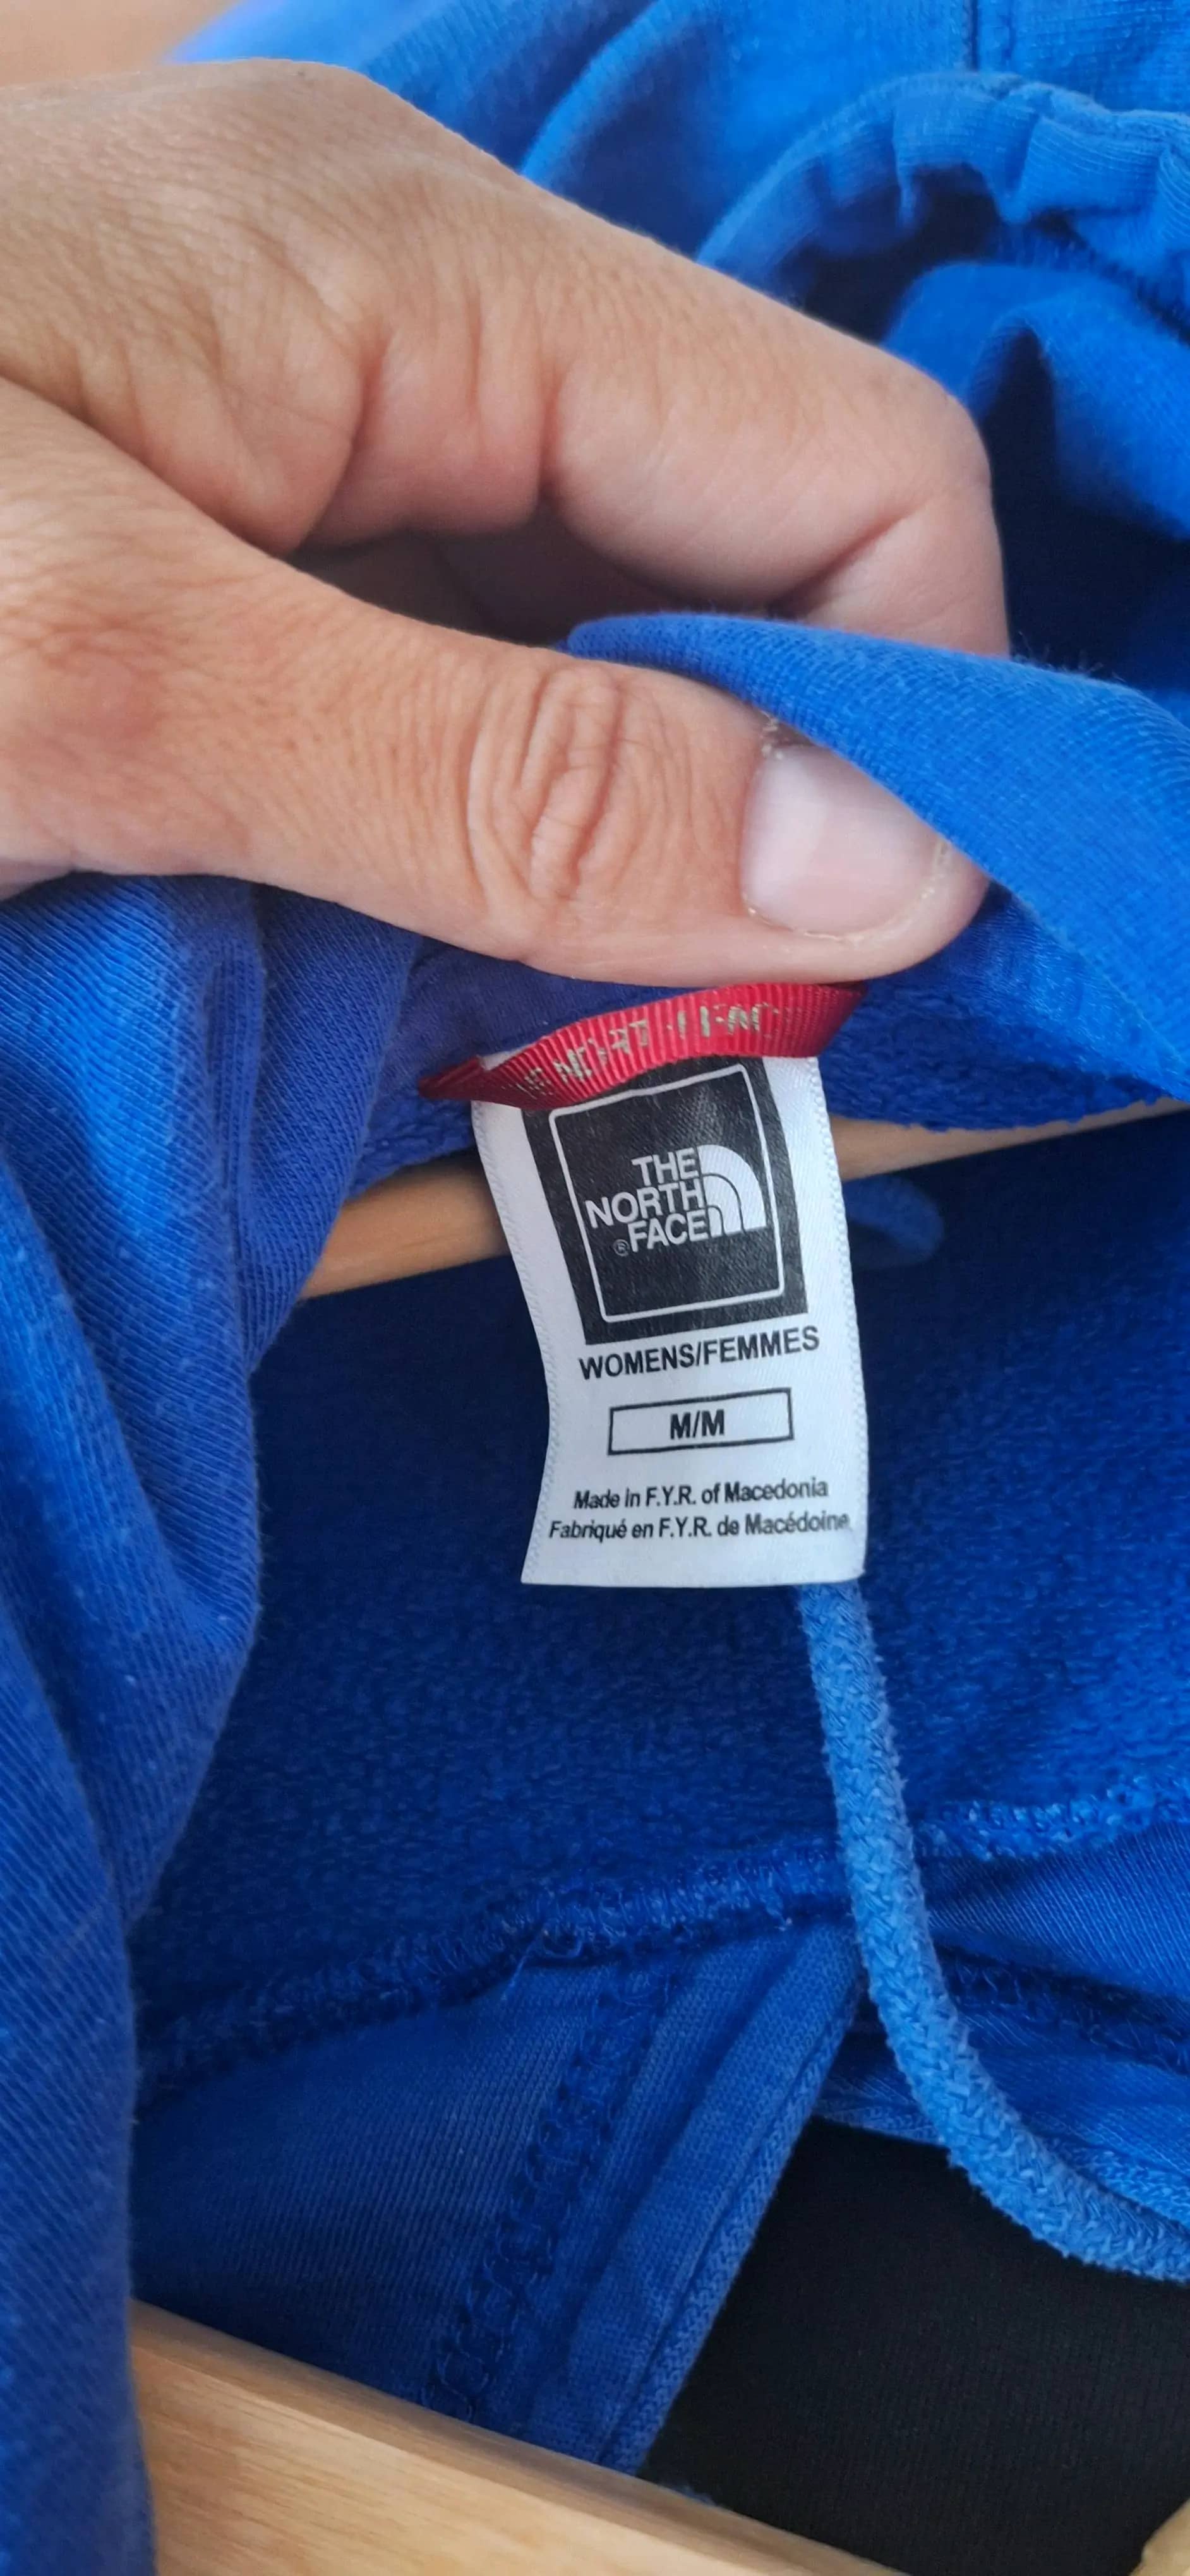 THE
NORTH
®FACE
WOMENS/FEMMES
M/M
Made in F.Y.R. of Macedonia
Fabriqué en F.Y.R. de Macédoine